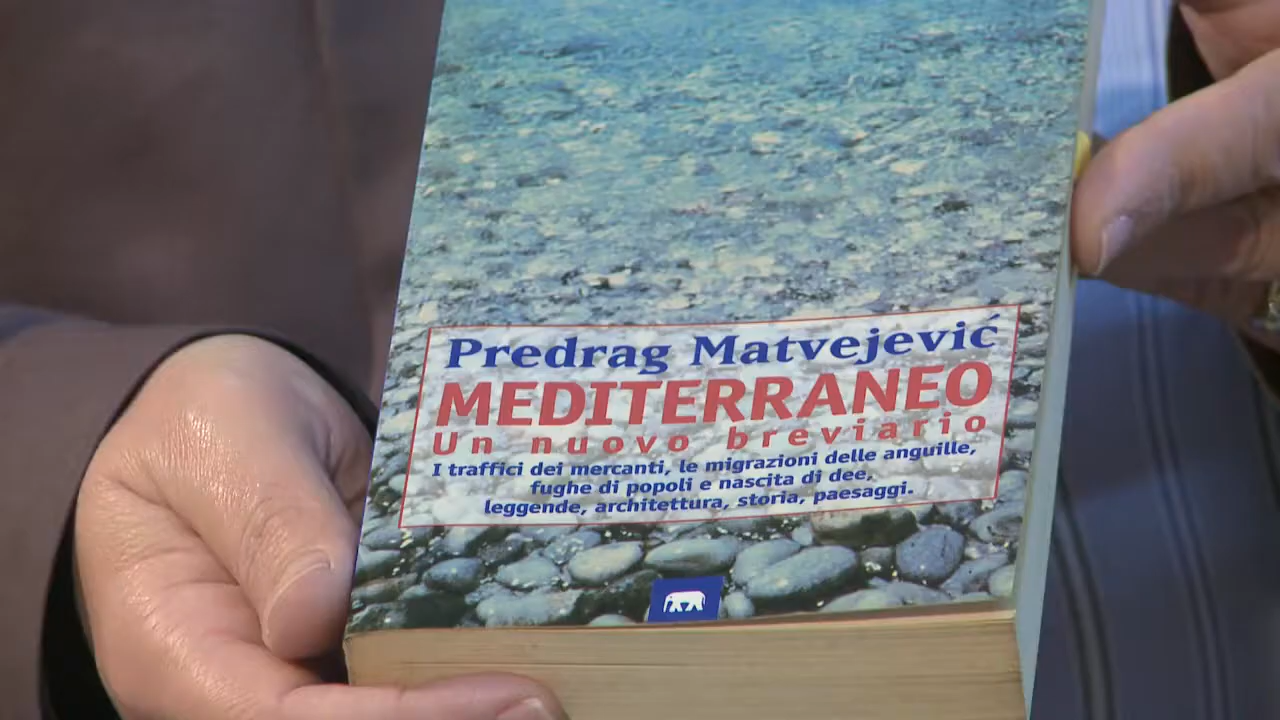 Predrag Matvejević
MEDITERRANEO
Un nuovo breviario
I traffici dei mercanti, le migrazioni delle anguille,
fughe di popoli e nascita di dee,
leggende, architettura, storia, paesaggi.